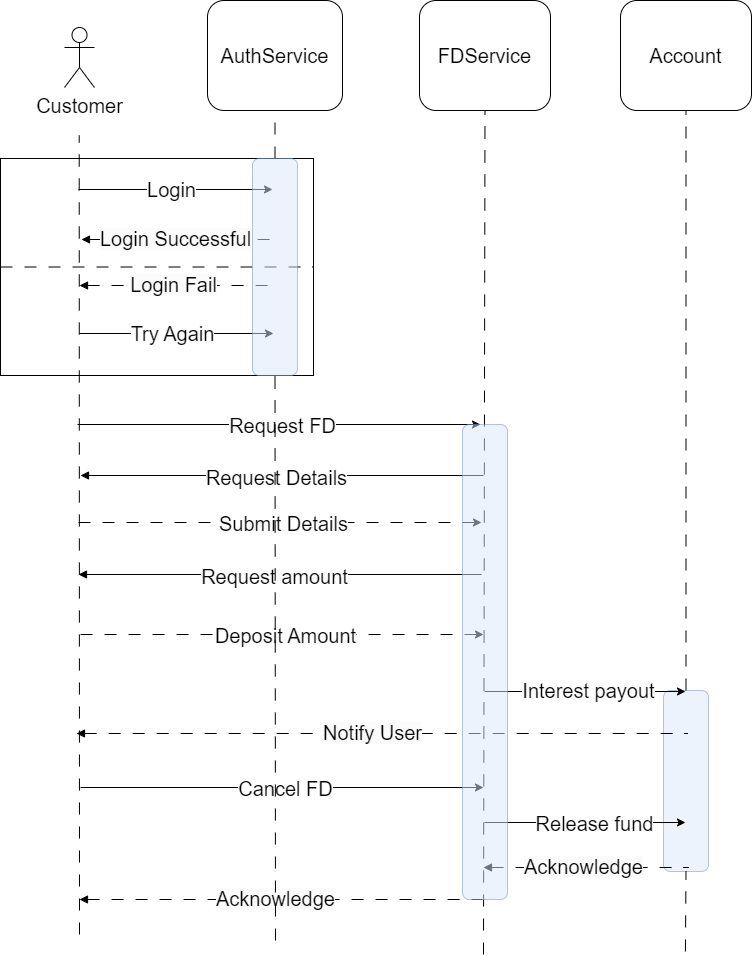 AuthService
FDService
Account
Customer
Login
Login Successful
Login Fail
Try Again
Request FD
Request Details
Submit Details
Request amount
Deposit Amount
Interest payout
Notify User
Cancel FD
Release fund
Acknowledge
Acknowledge